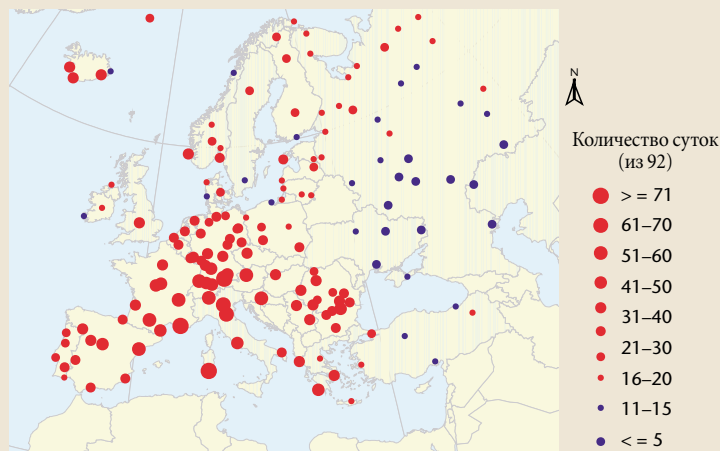 N
Количество суток
(из 92)
> = 71
61–70
51–60
41–50
31–40
21–30
16–20
11–15
< = 5